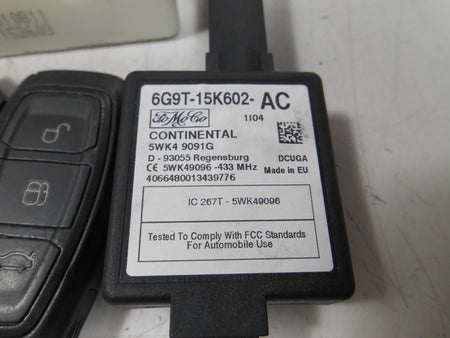 6G9T-15K602- AC
FoMoCo 1I04
CONTINENTAL
5WK4 9091G
D - 93055 Regensburg DCUGA
CE 5WK49096 -433 MHz Made in EU
4066480013439776
IC 267T - 5WK49096
Tested To Comply With FCC Standards
For Automobile Use